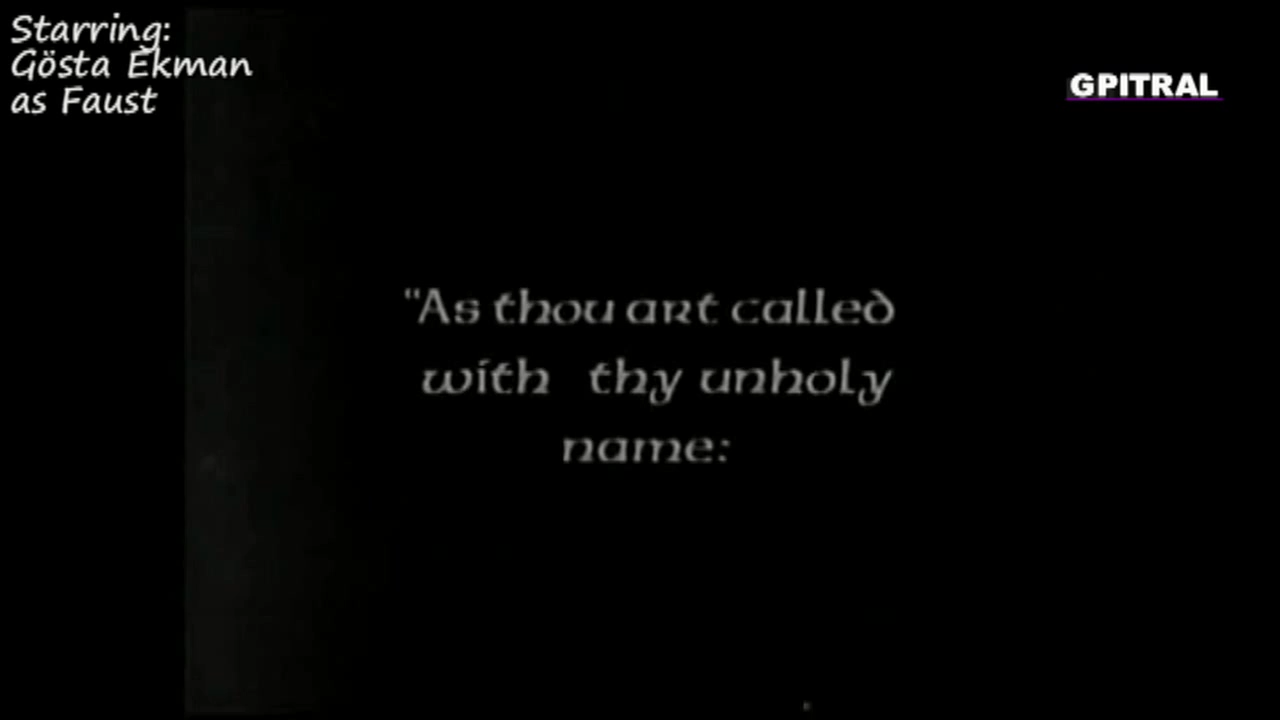 Starring:
Gösta Ekman
as Faust
GPITRAL
"As thou art called
with thy unholy
name: